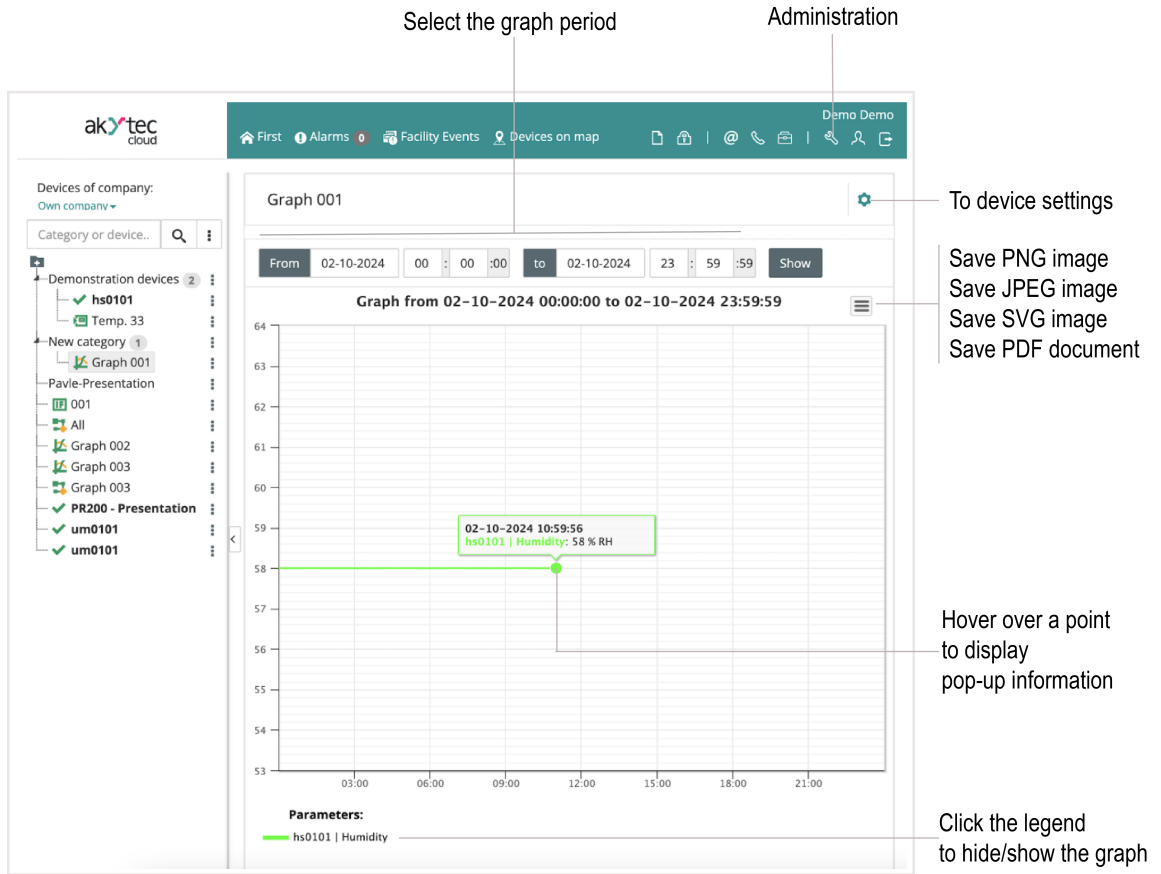 Select the graph period
Administration
akytec
cloud
Demo Demo
First
Alarms 0
Facility Events
Devices on map
@
Devices of company:
Own company
Category or device..
Demonstration devices 2
hs0101
Temp. 33
New category 1
Graph 001
Pavle-Presentation
IF 001
All
Graph 002
Graph 003
Graph 003
PR200 - Presentation
um0101
um0101
Graph 001
From 02-10-2024 00 : 00 :00 to 02-10-2024 23 : 59 :59 Show
Graph from 02-10-2024 00:00:00 to 02-10-2024 23:59:59
64
63
62
61
60
59
58
57
56
55
54
53
02-10-2024 10:59:56
hs0101 | Humidity: 58 % RH
03:00 06:00 09:00 12:00 15:00 18:00 21:00
Parameters:
hs0101 | Humidity
To device settings
Save PNG image
Save JPEG image
Save SVG image
Save PDF document
Hover over a point
to display
pop-up information
Click the legend
to hide/show the graph